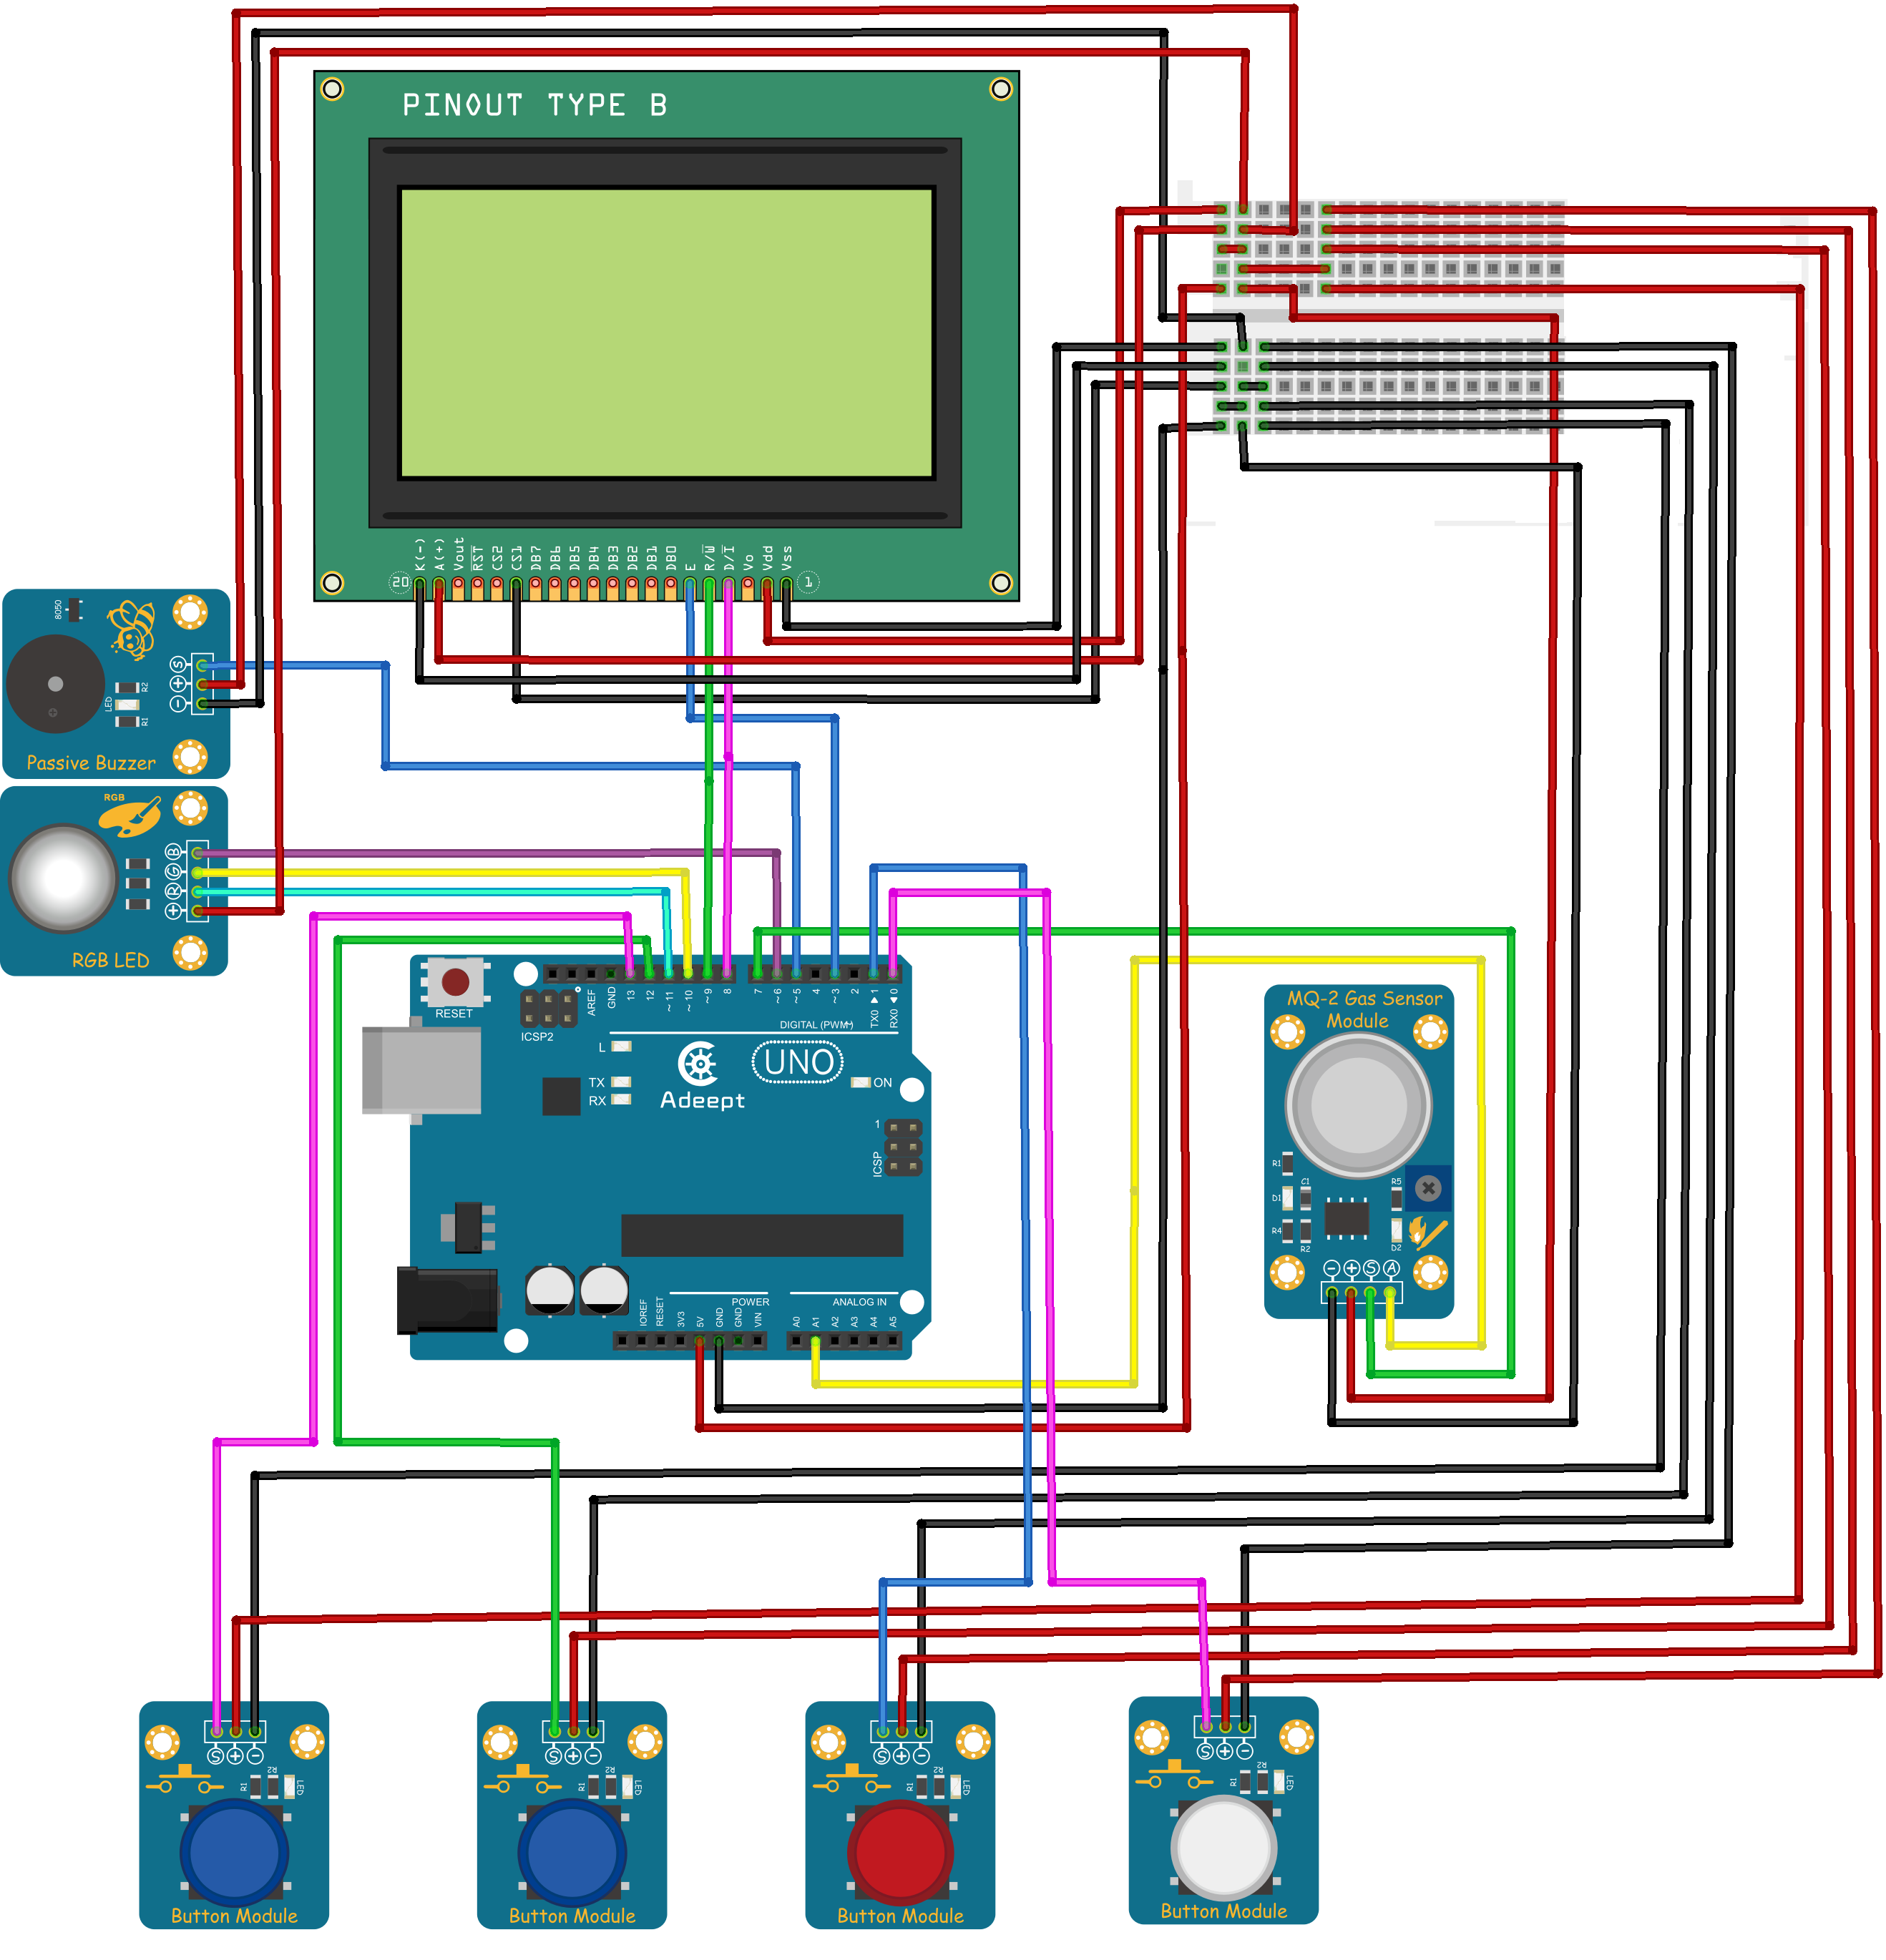 PINOUT TYPE B
20
K(-)
A(+)
Vout
RST
CS2
CS1
DB7
DB6
DB5
DB4
DB3
DB2
DB1
DB0
E
R/W
D/I
Vo
Vdd
Vss
1
8050
S
+
-
R2
LED
R1
Passive Buzzer
RGB
B
G
R
+
RGB LED
RESET
ICSP2
AREF
GND
13
12
~11
~10
~9
8
7
~6
~5
4
~3
2
TX0 ▶ 1
RX0 ◀ 0
DIGITAL (PWM~)
L
TX
RX
Adeept
UNO
ON
1
ICSP
IOREF
RESET
3V3
5V
GND
GND
VIN
POWER
ANALOG IN
A0
A1
A2
A3
A4
A5
MQ-2 Gas Sensor
Module
R1
D1
C1
R4
R2
R5
D2
- + S A
S + -
R1
R2
LED
Button Module
S + -
R1
R2
LED
Button Module
S + -
R1
R2
LED
Button Module
S + -
R1
R2
LED
Button Module